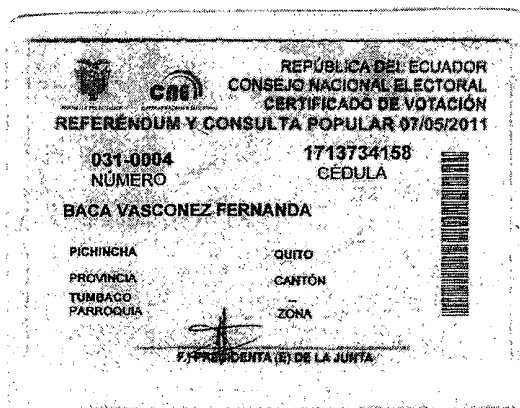 REPÚBLICA DEL ECUADOR
CNE CONSEJO NACIONAL ELECTORAL
CERTIFICADO DE VOTACIÓN
REFERÉNDUM Y CONSULTA POPULAR 07/05/2011
031-0004 1713734158
NÚMERO CÉDULA
BACA VASCONEZ FERNANDA
PICHINCHA QUITO
PROVINCIA CANTÓN
TUMBACO –
PARROQUIA ZONA
F.) PRESIDENTA (E) DE LA JUNTA